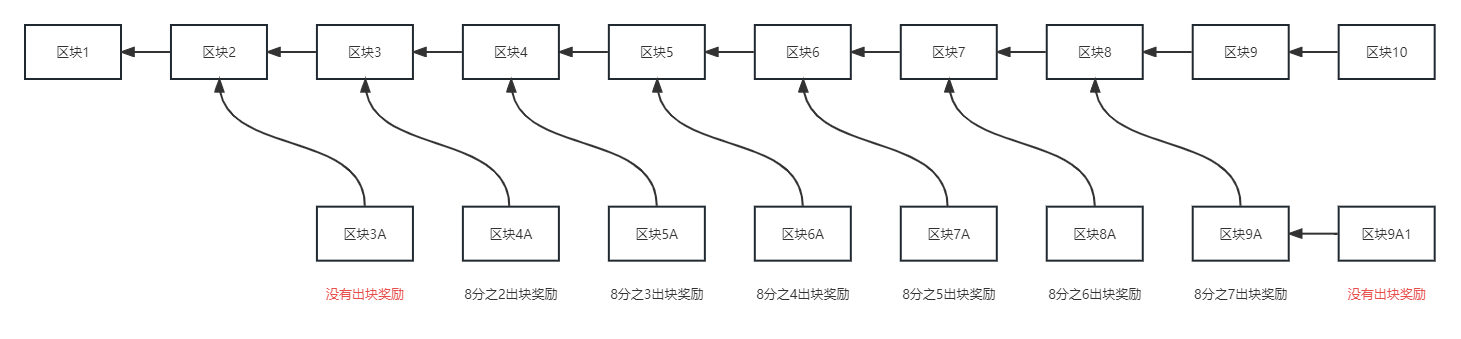 区块1
区块2
区块3
区块4
区块5
区块6
区块7
区块8
区块9
区块10
区块3A
区块4A
区块5A
区块6A
区块7A
区块8A
区块9A
区块9A1
没有出块奖励
8分之2出块奖励
8分之3出块奖励
8分之4出块奖励
8分之5出块奖励
8分之6出块奖励
8分之7出块奖励
没有出块奖励